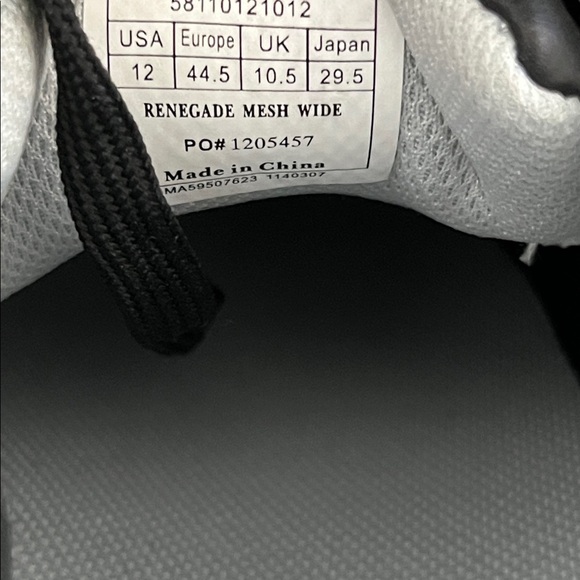 58110121012
USA Europe UK Japan
12 44.5 10.5 29.5
RENEGADE MESH WIDE
PO# 1205457
Made in China
MA59507623 1140307